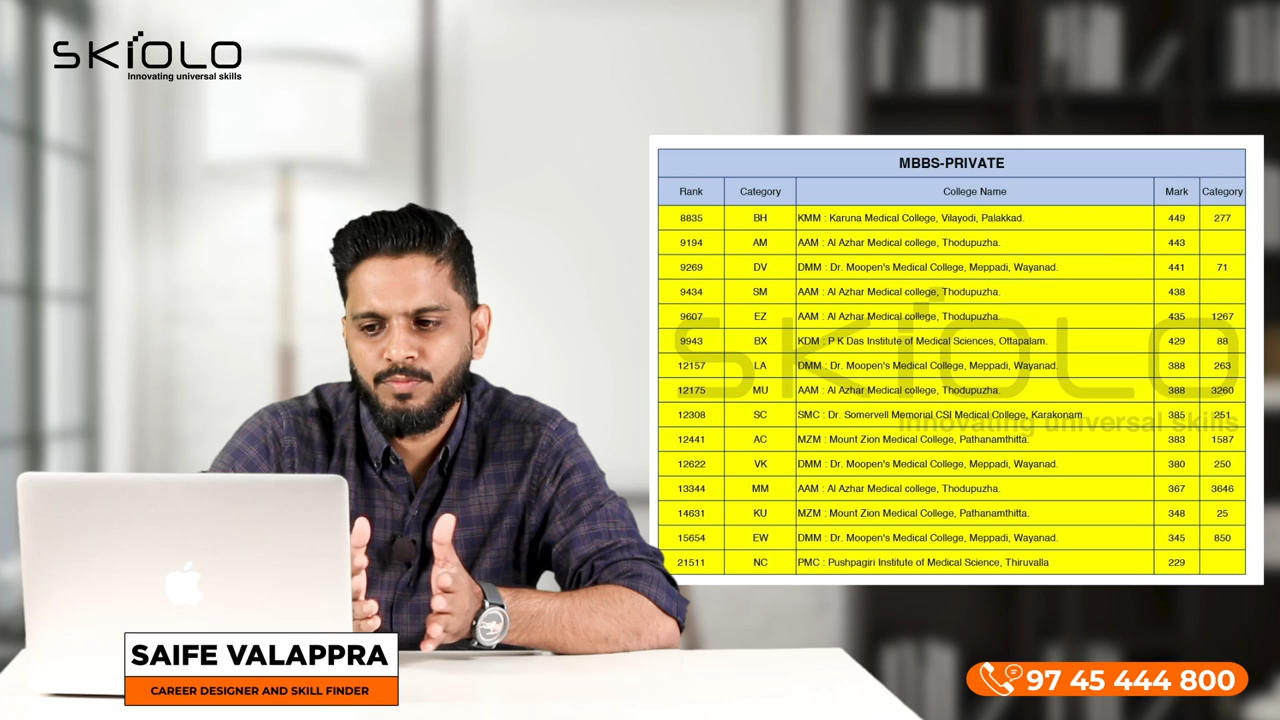 SKIOLO
Innovating universal skills
MBBS-PRIVATE
Rank Category College Name Mark Category
8835 BH KMM : Karuna Medical College, Vilayodi, Palakkad. 449 277
9194 AM AAM : Al Azhar Medical college, Thodupuzha. 443
9269 DV DMM : Dr. Moopen's Medical College, Meppadi, Wayanad. 441 71
9434 SM AAM : Al Azhar Medical college, Thodupuzha. 438
9607 EZ AAM : Al Azhar Medical college, Thodupuzha. 435 1267
9943 BX KDM : P K Das Institute of Medical Sciences, Ottapalam. 429 88
12157 LA DMM : Dr. Moopen's Medical College, Meppadi, Wayanad. 388 263
12175 MU AAM : Al Azhar Medical college, Thodupuzha. 388 3260
12308 SC SMC : Dr. Somervell Memorial CSI Medical College, Karakonam 385 251
12441 AC MZM : Mount Zion Medical College, Pathanamthitta. 383 1587
12622 VK DMM : Dr. Moopen's Medical College, Meppadi, Wayanad. 380 250
13344 MM AAM : Al Azhar Medical college, Thodupuzha. 367 3646
14631 KU MZM : Mount Zion Medical College, Pathanamthitta. 348 25
15654 EW DMM : Dr. Moopen's Medical College, Meppadi, Wayanad. 345 850
21511 NC PMC : Pushpagiri Institute of Medical Science, Thiruvalla 229
SKIOLO
Innovating universal skills
SAIFE VALAPPRA
CAREER DESIGNER AND SKILL FINDER
97 45 444 800